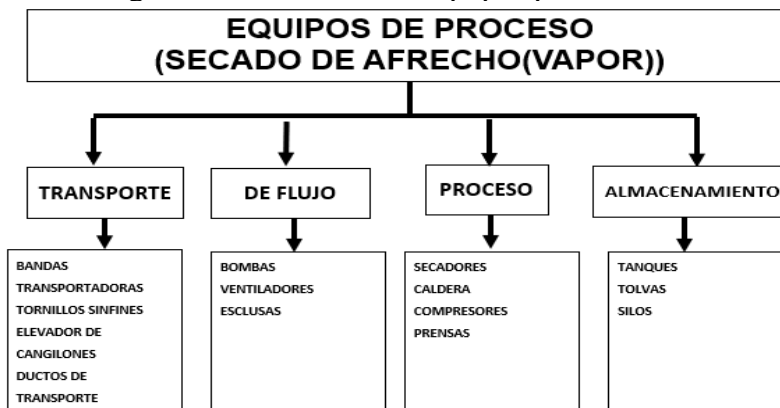 EQUIPOS DE PROCESO
(SECADO DE AFRECHO(VAPOR))
TRANSPORTE
DE FLUJO
PROCESO
ALMACENAMIENTO
BANDAS
TRANSPORTADORAS
TORNILLOS SINFINES
ELEVADOR DE
CANGILONES
DUCTOS DE
TRANSPORTE
BOMBAS
VENTILADORES
ESCLUSAS
SECADORES
CALDERA
COMPRESORES
PRENSAS
TANQUES
TOLVAS
SILOS